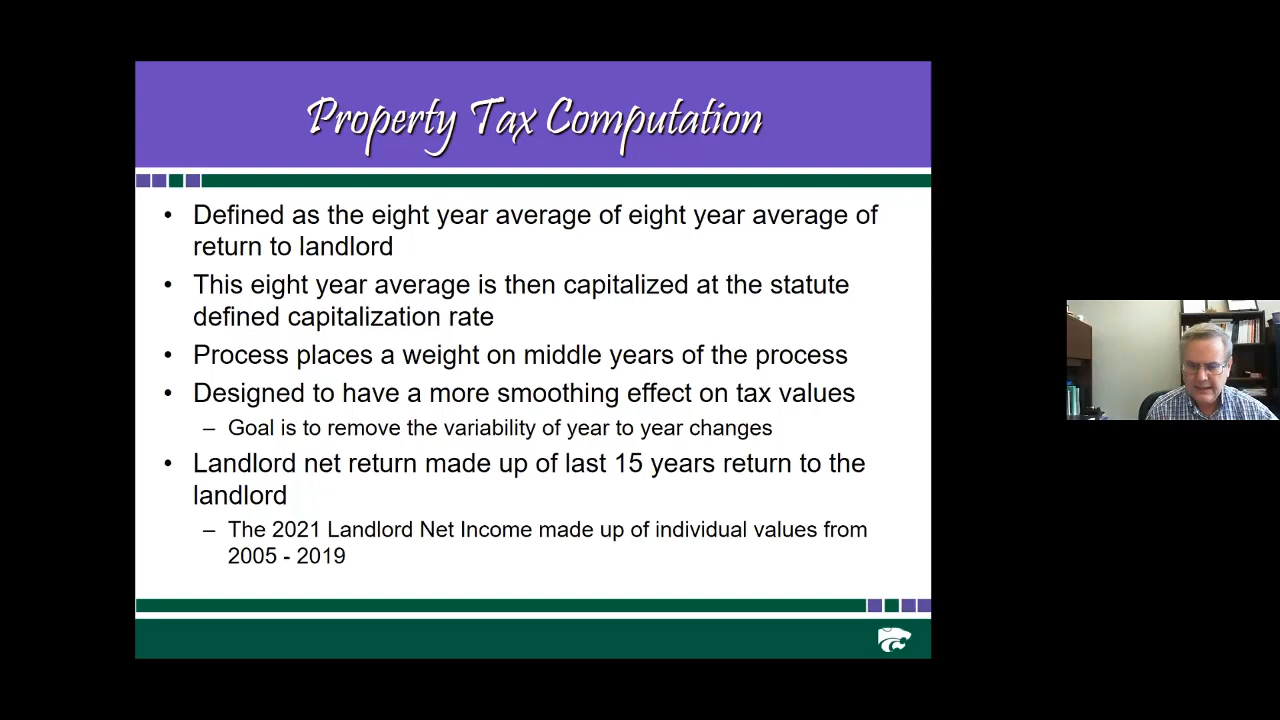 Property Tax Computation
• Defined as the eight year average of eight year average of
return to landlord
• This eight year average is then capitalized at the statute
defined capitalization rate
• Process places a weight on middle years of the process
• Designed to have a more smoothing effect on tax values
– Goal is to remove the variability of year to year changes
• Landlord net return made up of last 15 years return to the
landlord
– The 2021 Landlord Net Income made up of individual values from
2005 - 2019